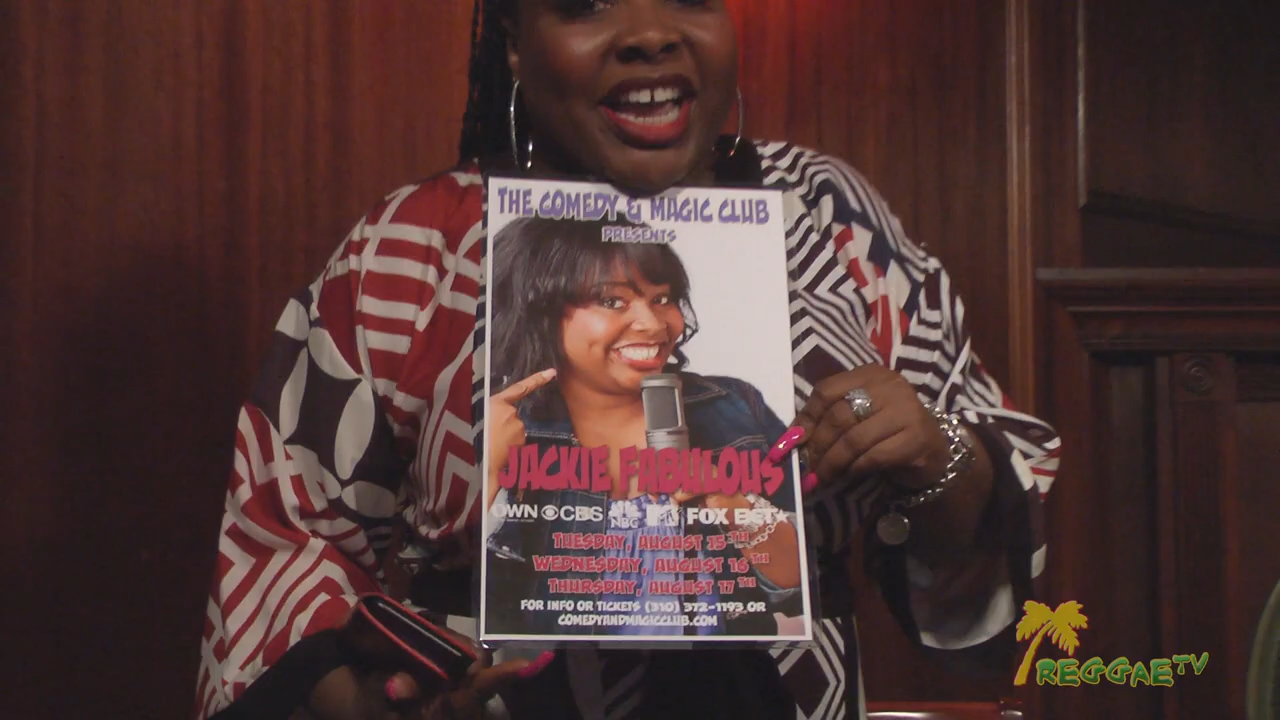 THE COMEDY & MAGIC CLUB
PRESENTS
JACKIE FABULOUS
OWN CBS NBC MTV FOX BET★
TUESDAY, AUGUST 15TH
WEDNESDAY, AUGUST 16TH
THURSDAY, AUGUST 17TH
FOR INFO OR TICKETS (310) 372-1193 OR
COMEDYANDMAGICCLUB.COM
REGGAE TV